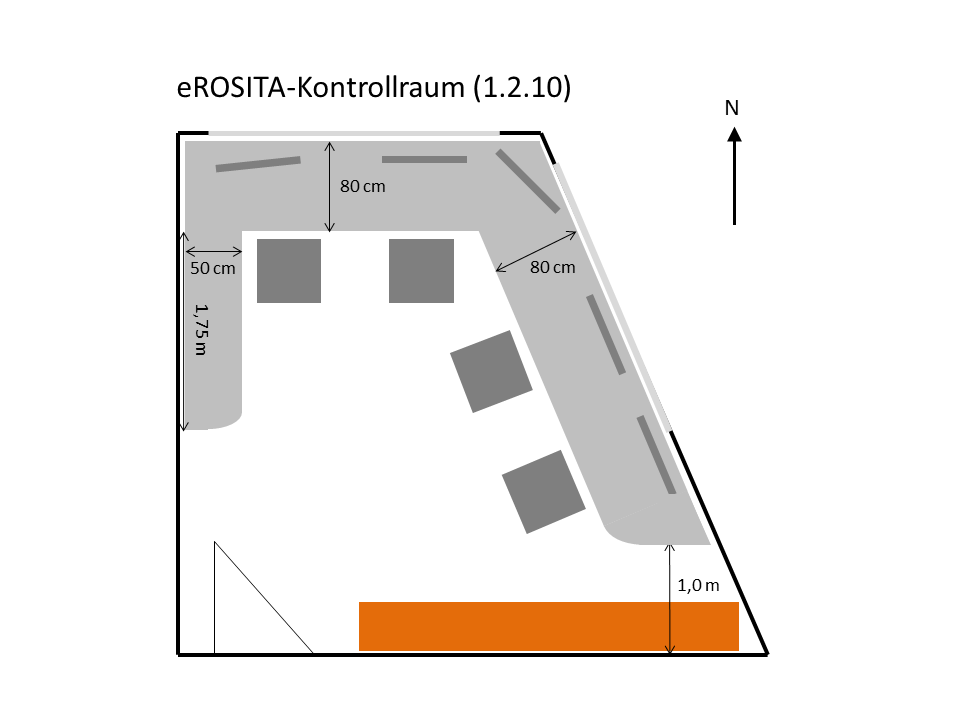 eROSITA-Kontrollraum (1.2.10)
N
80 cm
50 cm
80 cm
1,75 m
1,0 m